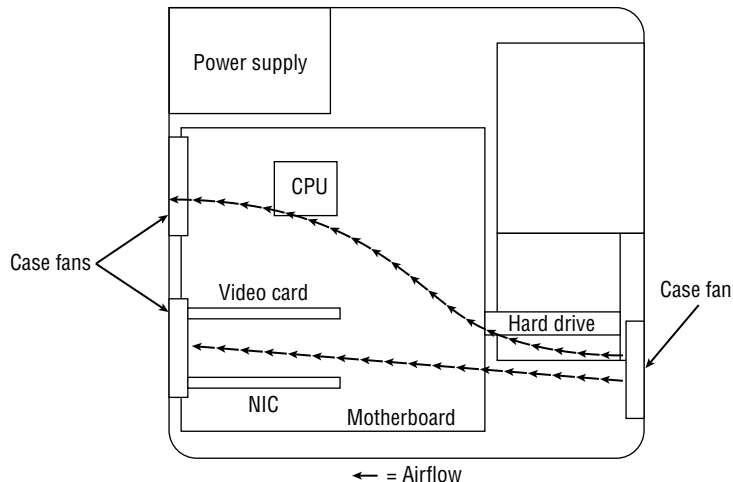 Power supply
CPU
Case fans
Video card
Case fan
Hard drive
NIC
Motherboard
= Airflow